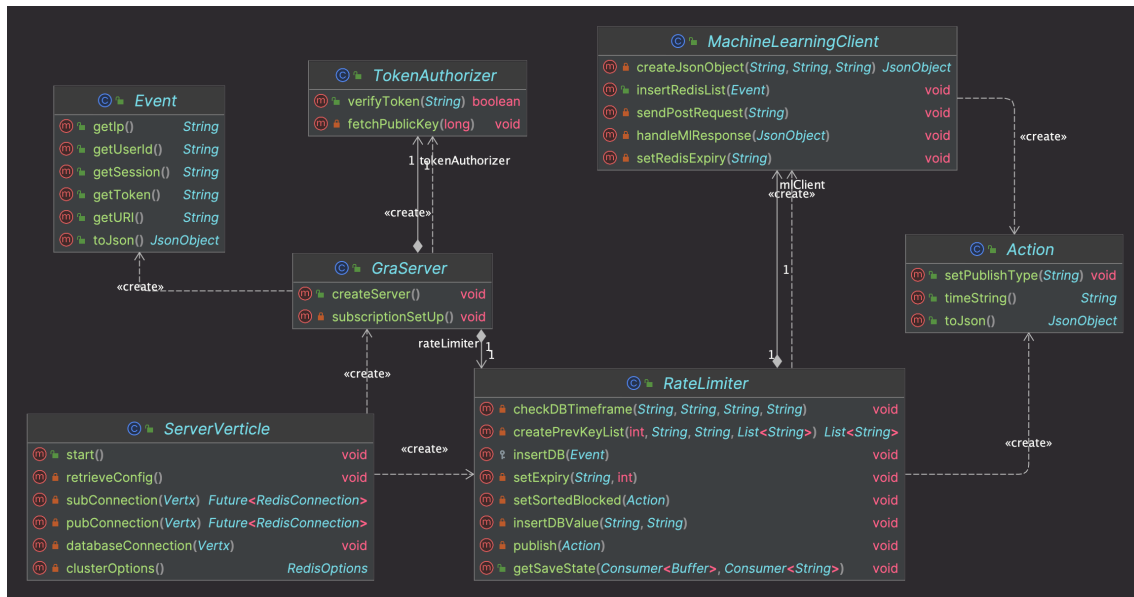 MachineLearningClient
createJsonObject(String, String, String) JsonObject
insertRedisList(Event) void
sendPostRequest(String) void
handleMlResponse(JsonObject) void
setRedisExpiry(String) void
TokenAuthorizer
verifyToken(String) boolean
fetchPublicKey(long) void
Event
getIp() String
getUserId() String
getSession() String
getToken() String
getURI() String
toJson() JsonObject
«create»
1 tokenAuthorizer
1
mlClient
«create»
«create»
Action
setPublishType(String) void
timeString() String
toJson() JsonObject
GraServer
createServer() void
subscriptionSetUp() void
«create»
1
rateLimiter 1
1
1
«create»
RateLimiter
checkDBTimeframe(String, String, String, String) void
createPrevKeyList(int, String, String, List<String>) List<String>
insertDB(Event) void
setExpiry(String, int) void
setSortedBlocked(Action) void
insertDBValue(String, String) void
publish(Action) void
getSaveState(Consumer<Buffer>, Consumer<String>) void
ServerVerticle
start() void
retrieveConfig() void
subConnection(Vertx) Future<RedisConnection>
pubConnection(Vertx) Future<RedisConnection>
databaseConnection(Vertx) void
clusterOptions() RedisOptions
«create»
«create»